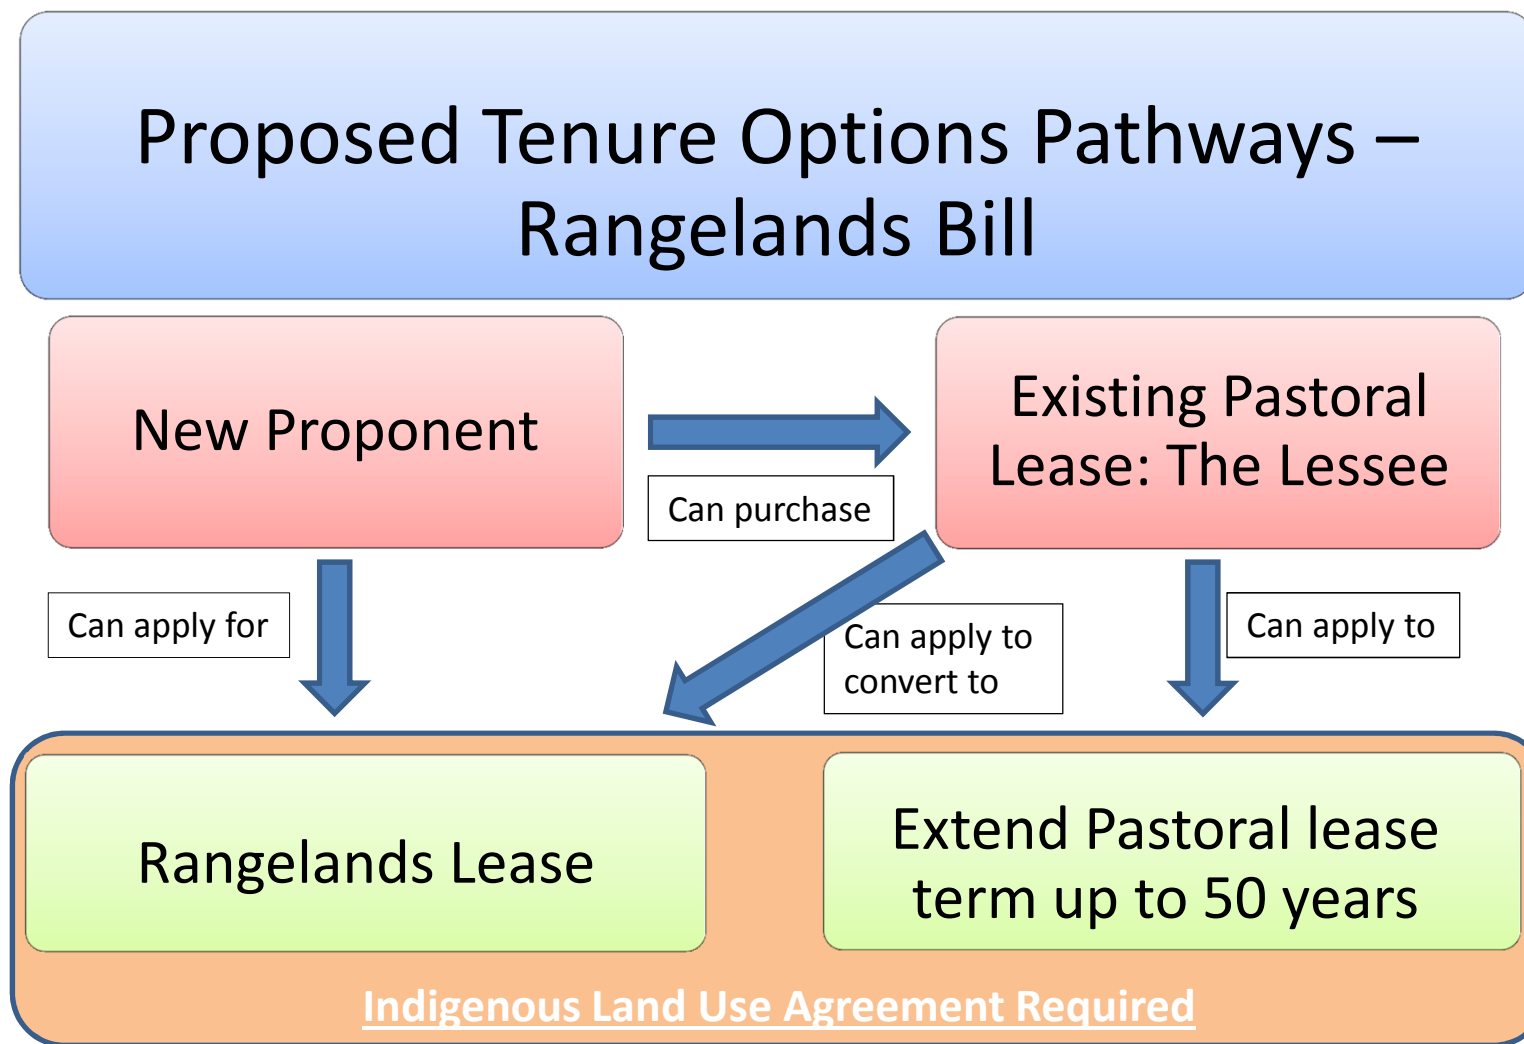 Proposed Tenure Options Pathways –
Rangelands Bill
New Proponent
Can purchase
Existing Pastoral
Lease: The Lessee
Can apply for
Can apply to
convert to
Can apply to
Rangelands Lease
Extend Pastoral lease
term up to 50 years
Indigenous Land Use Agreement Required